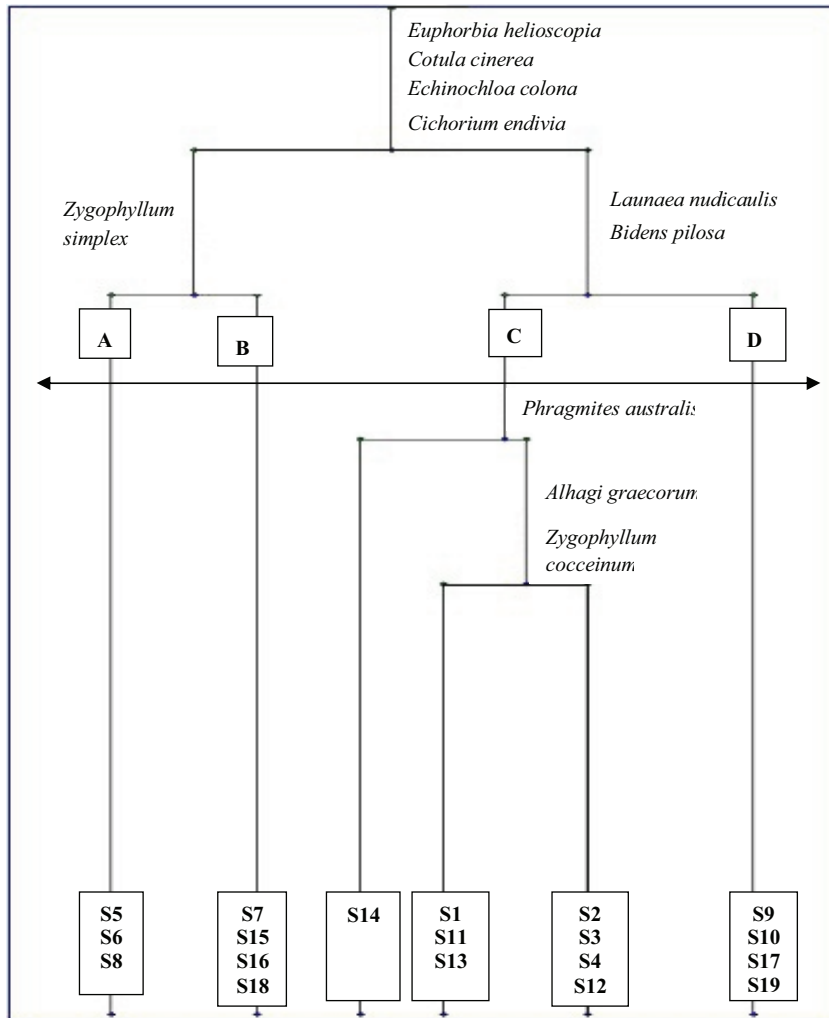 Euphorbia helioscopia
Cotula cinerea
Echinochloa colona
Cichorium endivia
Zygophyllum
simplex
Launaea nudicaulis
Bidens pilosa
A
B
C
D
Phragmites australis
Alhagi graecorum
Zygophyllum
cocceinum
S5
S6
S8
S7
S15
S16
S18
S14
S1
S11
S13
S2
S3
S4
S12
S9
S10
S17
S19